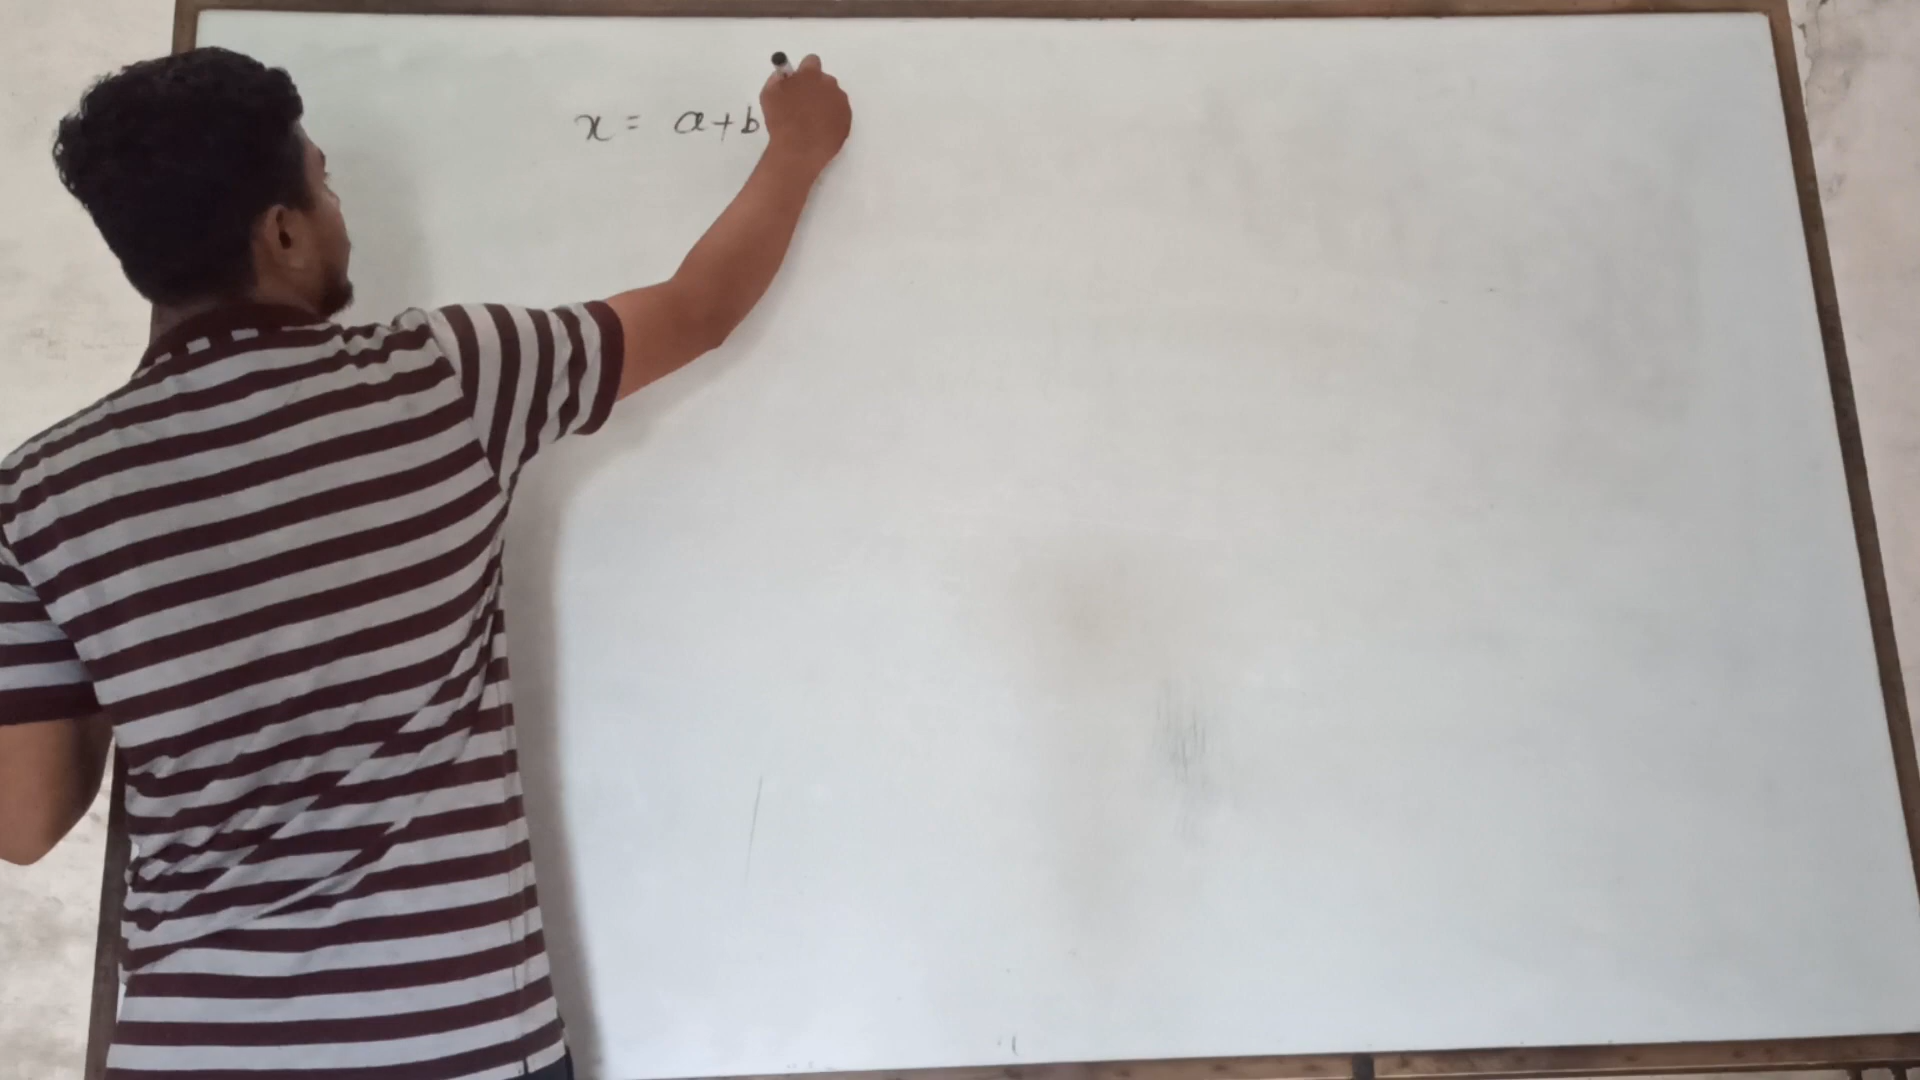 x = a+b